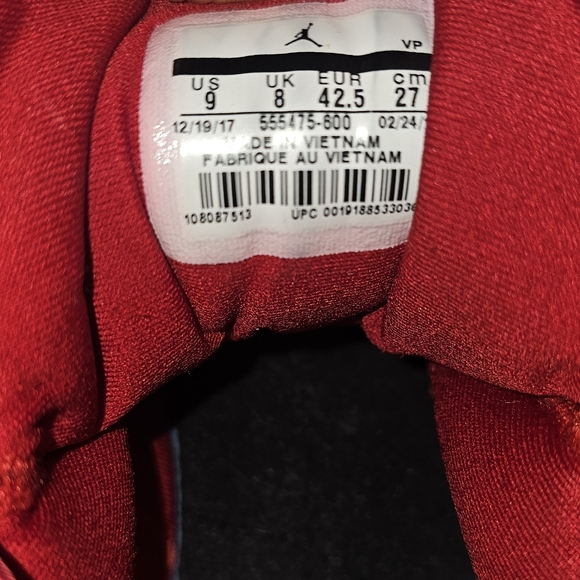 VP
US UK EUR cm
9 8 42.5 27
12/19/17 555475-600 02/24/
MADE IN VIETNAM
FABRIQUE AU VIETNAM
108087513 UPC 0019188533036